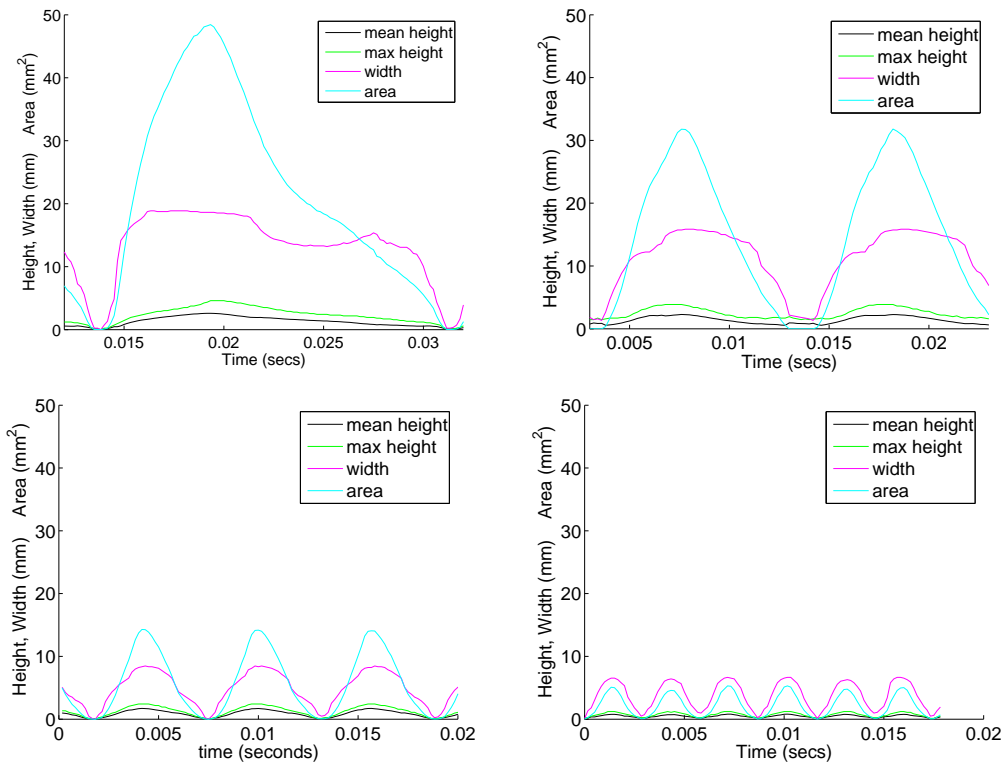 Height, Width (mm) Area (mm²)
50
40
30
20
10
0
0.015
0.02
0.025
0.03
Time (secs)
mean height
max height
width
area
Height, Width (mm) Area (mm²)
50
40
30
20
10
0
0.005
0.01
0.015
0.02
Time (secs)
mean height
max height
width
area
Height, Width (mm) Area (mm²)
50
40
30
20
10
0
0
0.005
0.01
0.015
0.02
time (seconds)
mean height
max height
width
area
Height, Width (mm) Area (mm²)
50
40
30
20
10
0
0
0.005
0.01
0.015
0.02
Time (secs)
mean height
max height
width
area